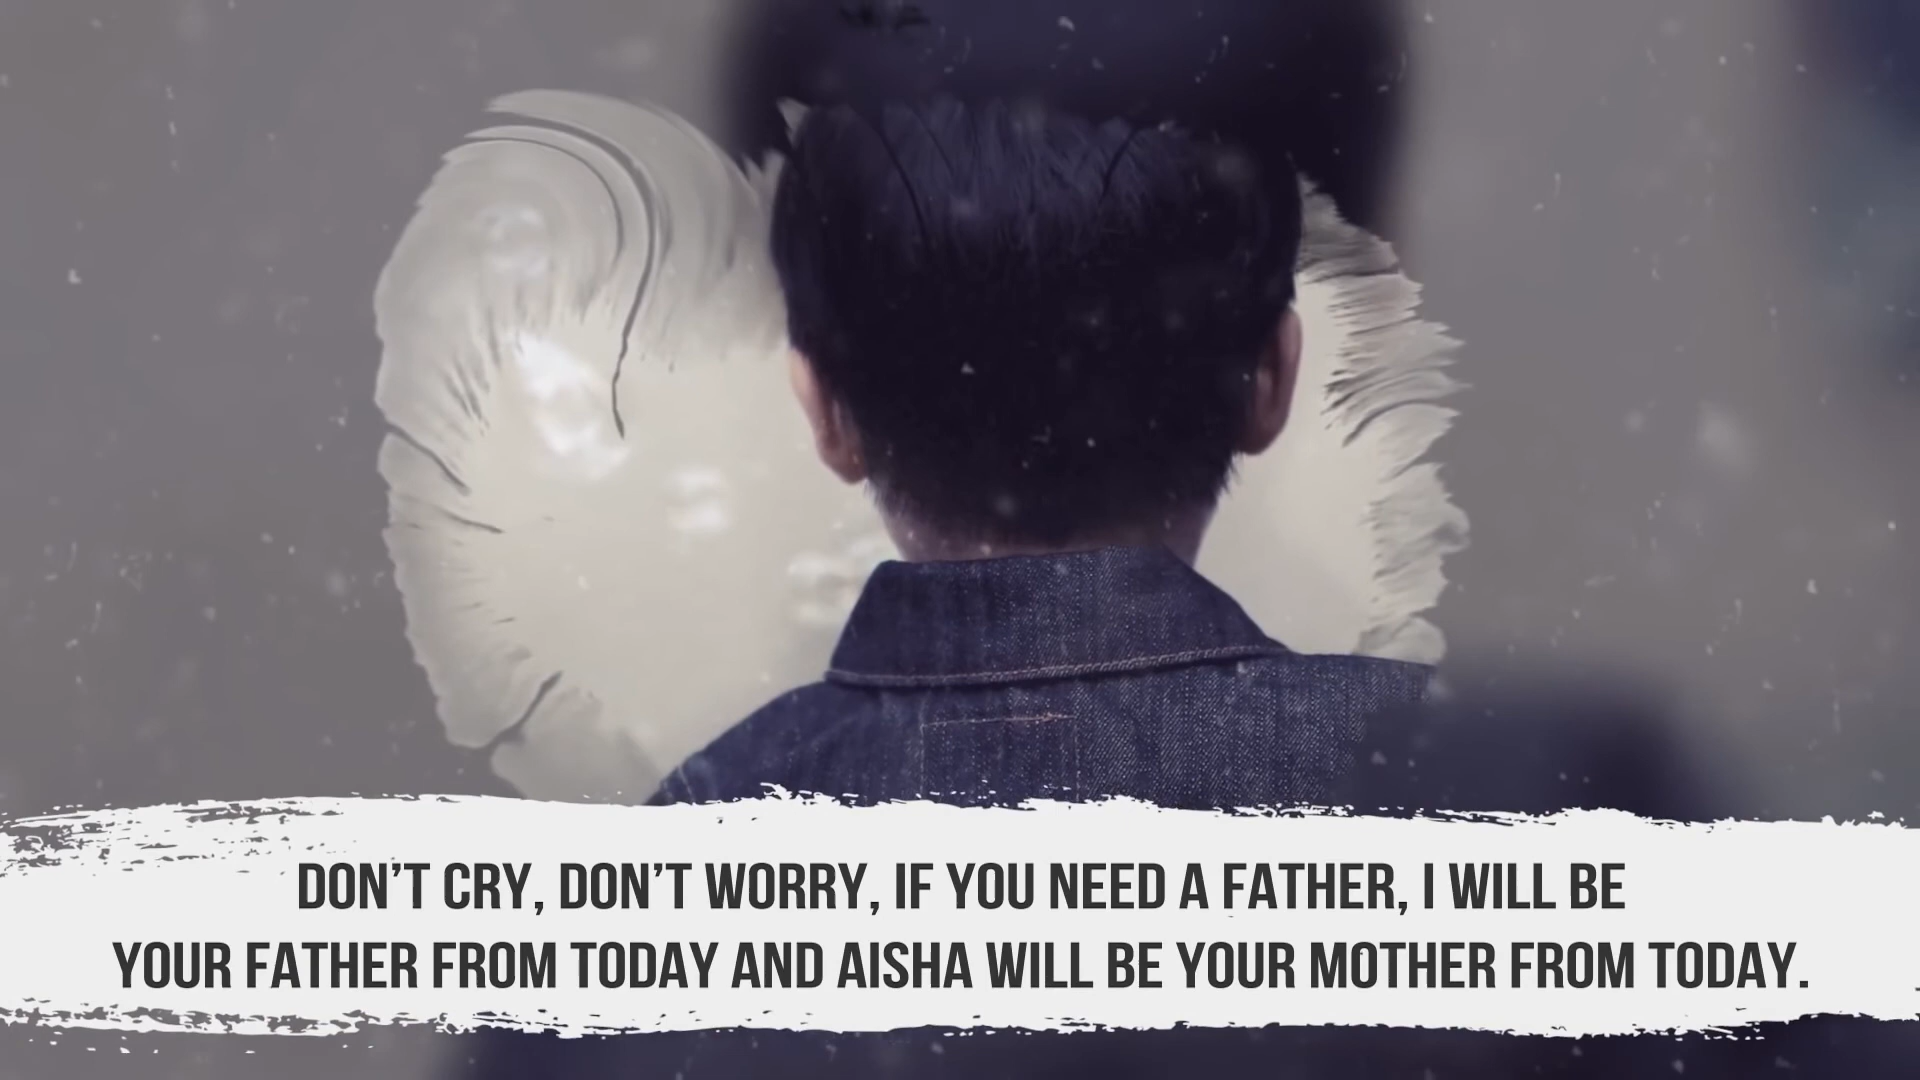 DON'T CRY, DON'T WORRY, IF YOU NEED A FATHER, I WILL BE
YOUR FATHER FROM TODAY AND AISHA WILL BE YOUR MOTHER FROM TODAY.